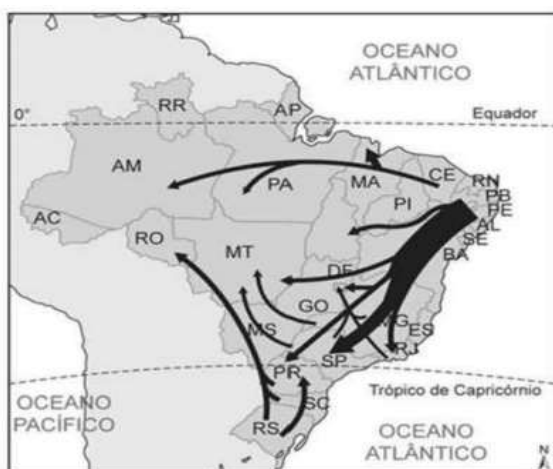 OCEANO
ATLÂNTICO
RR
AP
0°
Equador
AM
PA
MA
CE
RN
PB
PE
AL
SE
BA
PI
AC
RO
MT
DF
GO
MG
ES
MS
SP
RJ
PR
SC
RS
Trópico de Capricórnio
OCEANO
PACÍFICO
OCEANO
ATLÂNTICO
N